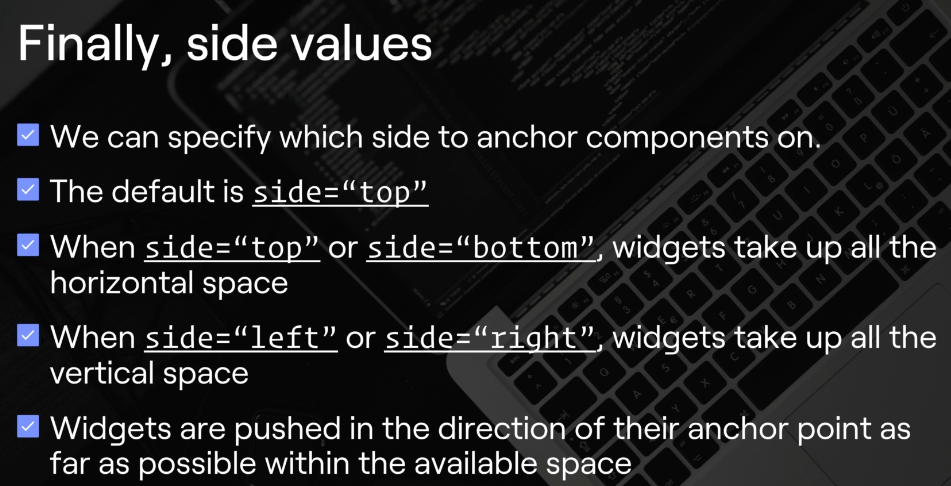 Finally, side values
We can specify which side to anchor components on.
The default is side=“top”
When side=“top” or side=“bottom”, widgets take up all the
horizontal space
When side=“left” or side=“right”, widgets take up all the
vertical space
Widgets are pushed in the direction of their anchor point as
far as possible within the available space